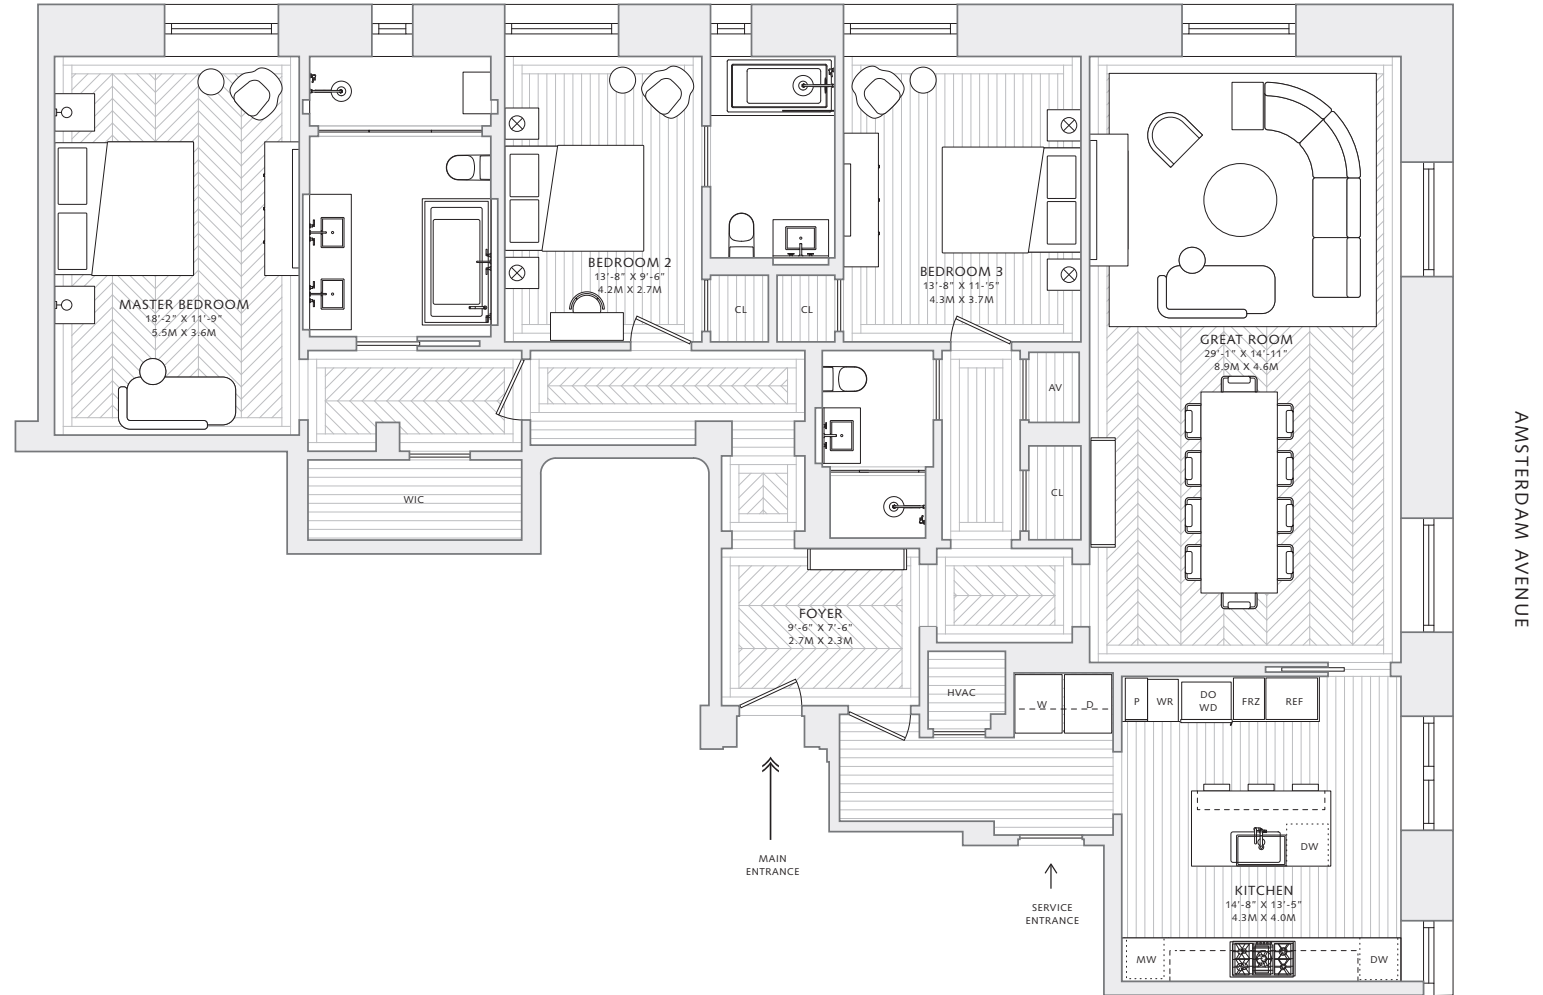 MASTER BEDROOM
18'-2" X 11'-9"
5.5M X 3.6M
BEDROOM 2
13'-8" X 9'-6"
4.2M X 2.7M
BEDROOM 3
13'-8" X 11-'5"
4.3M X 3.7M
GREAT ROOM
29'-1" X 14'-11"
8.9M X 4.6M
CL
CL
AV
CL
WIC
AMSTERDAM AVENUE
FOYER
9'-6" X 7'-6"
2.7M X 2.3M
HVAC
W
D
P
WR
DO
WD
FRZ
REF
MAIN
ENTRANCE
SERVICE
ENTRANCE
DW
KITCHEN
14'-8" X 13'-5"
4.3M X 4.0M
MW
DW